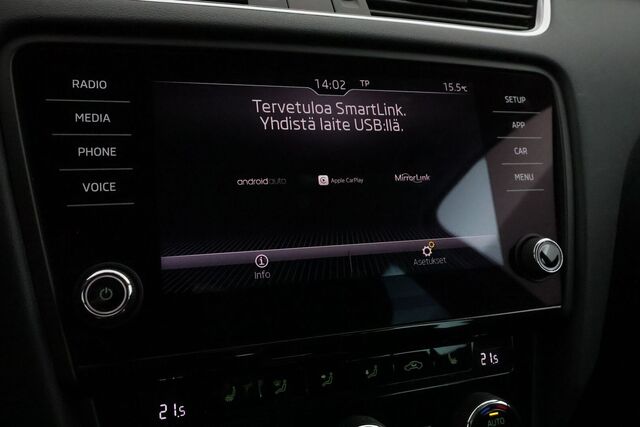 RADIO
MEDIA
PHONE
VOICE
14:02 TP 15.5°C
Tervetuloa SmartLink.
Yhdistä laite USB:llä.
androidauto Apple CarPlay MirrorLink
Info Asetukset
SETUP
APP
CAR
MENU
21.5 21.5
AUTO